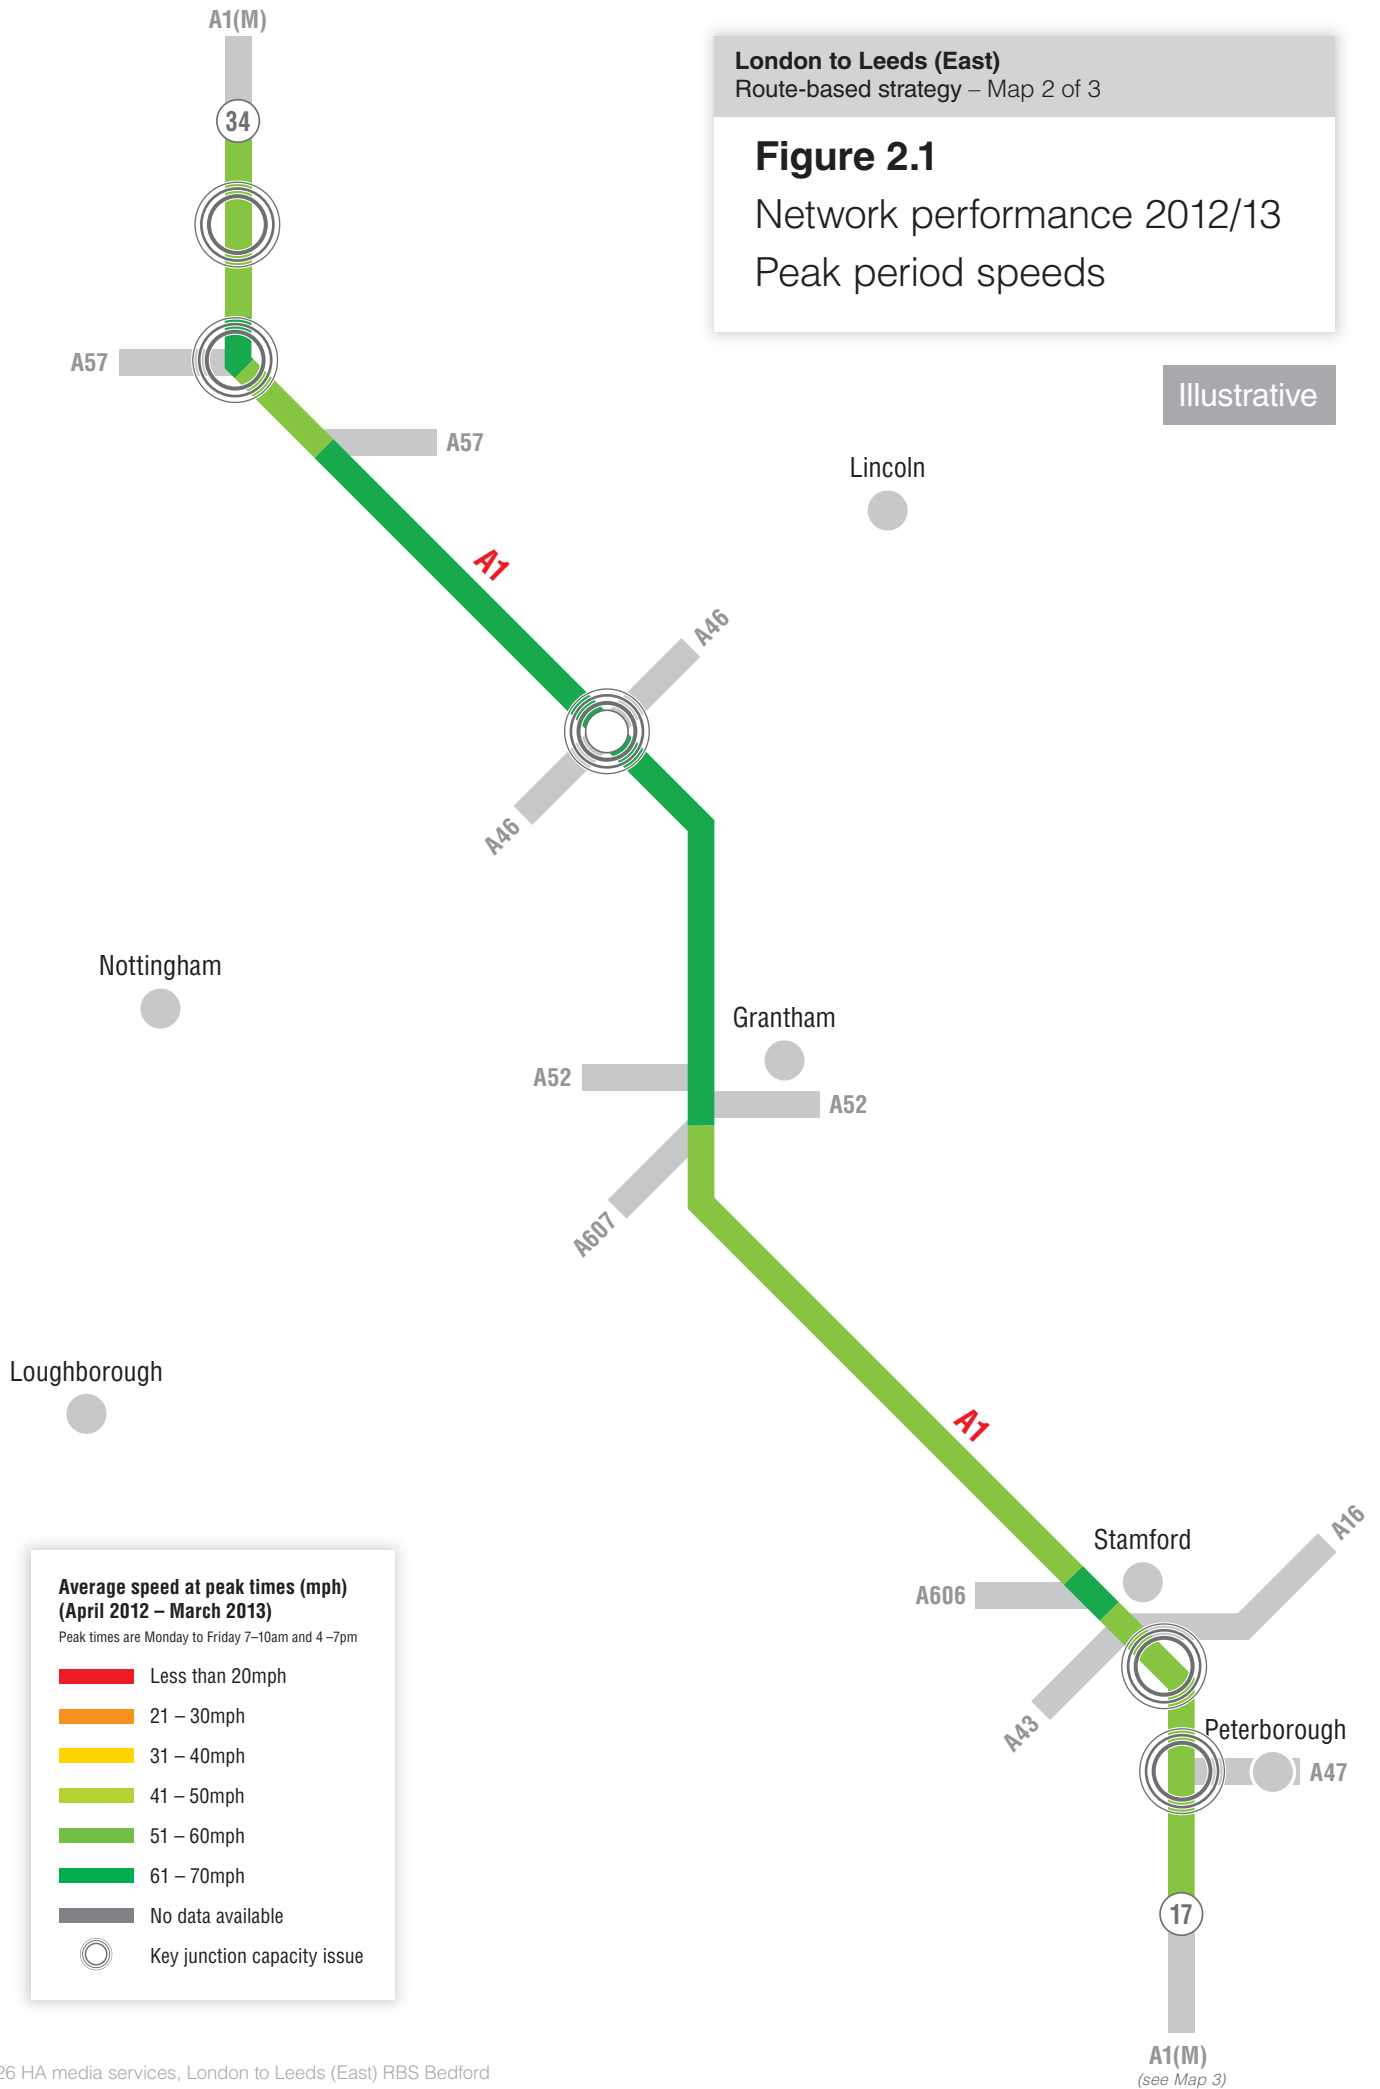 A1(M)
London to Leeds (East)
Route-based strategy – Map 2 of 3
34
Figure 2.1
Network performance 2012/13
Peak period speeds
A57
Illustrative
A57
Lincoln
A1
A46
A46
Nottingham
Grantham
A52
A52
A607
Loughborough
A1
A16
Stamford
A606
A43
Peterborough
A47
Average speed at peak times (mph)
(April 2012 – March 2013)
Peak times are Monday to Friday 7–10am and 4 –7pm
Less than 20mph
21 – 30mph
31 – 40mph
41 – 50mph
51 – 60mph
61 – 70mph
No data available
Key junction capacity issue
17
A1(M)
(see Map 3)
26 HA media services, London to Leeds (East) RBS Bedford